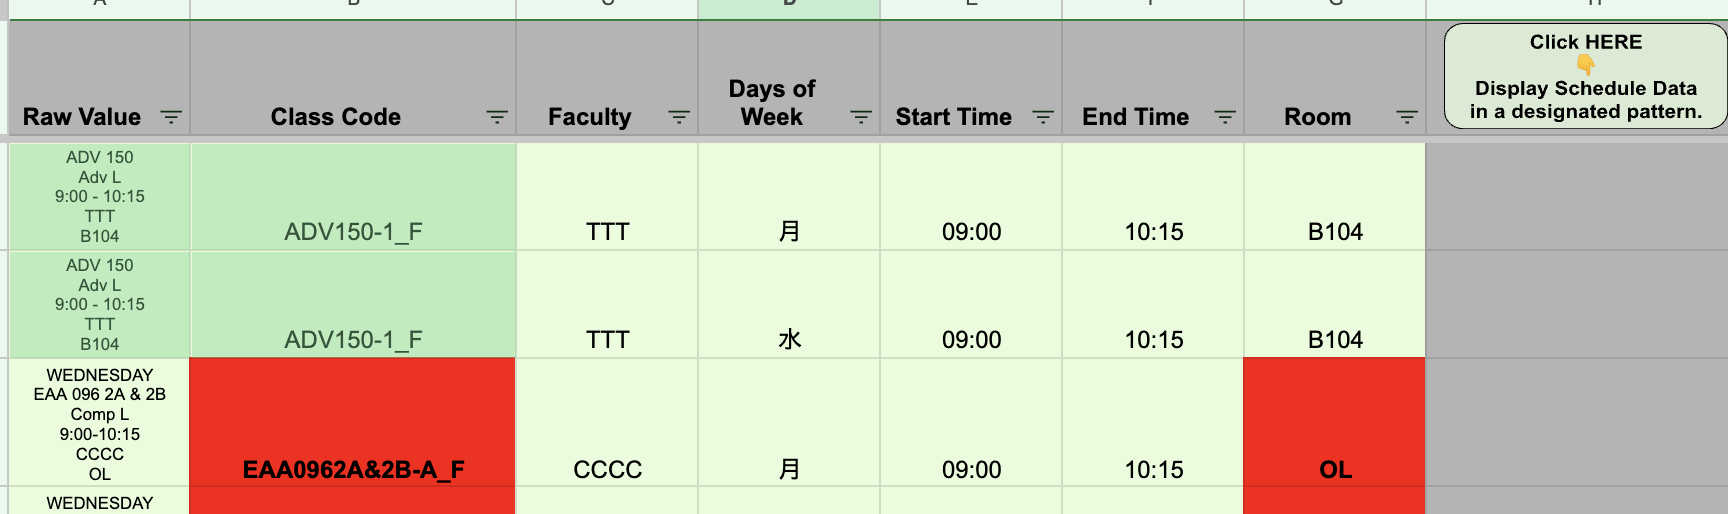 A B C D E F G H
Raw Value
Class Code
Faculty
Days of
Week
Start Time
End Time
Room
Click HERE
👇
Display Schedule Data
in a designated pattern.
ADV 150
Adv L
9:00 - 10:15
TTT
B104
ADV150-1_F
TTT
月
09:00
10:15
B104
ADV 150
Adv L
9:00 - 10:15
TTT
B104
ADV150-1_F
TTT
水
09:00
10:15
B104
WEDNESDAY
EAA 096 2A & 2B
Comp L
9:00-10:15
CCCC
OL
EAA0962A&2B-A_F
CCCC
月
09:00
10:15
OL
WEDNESDAY